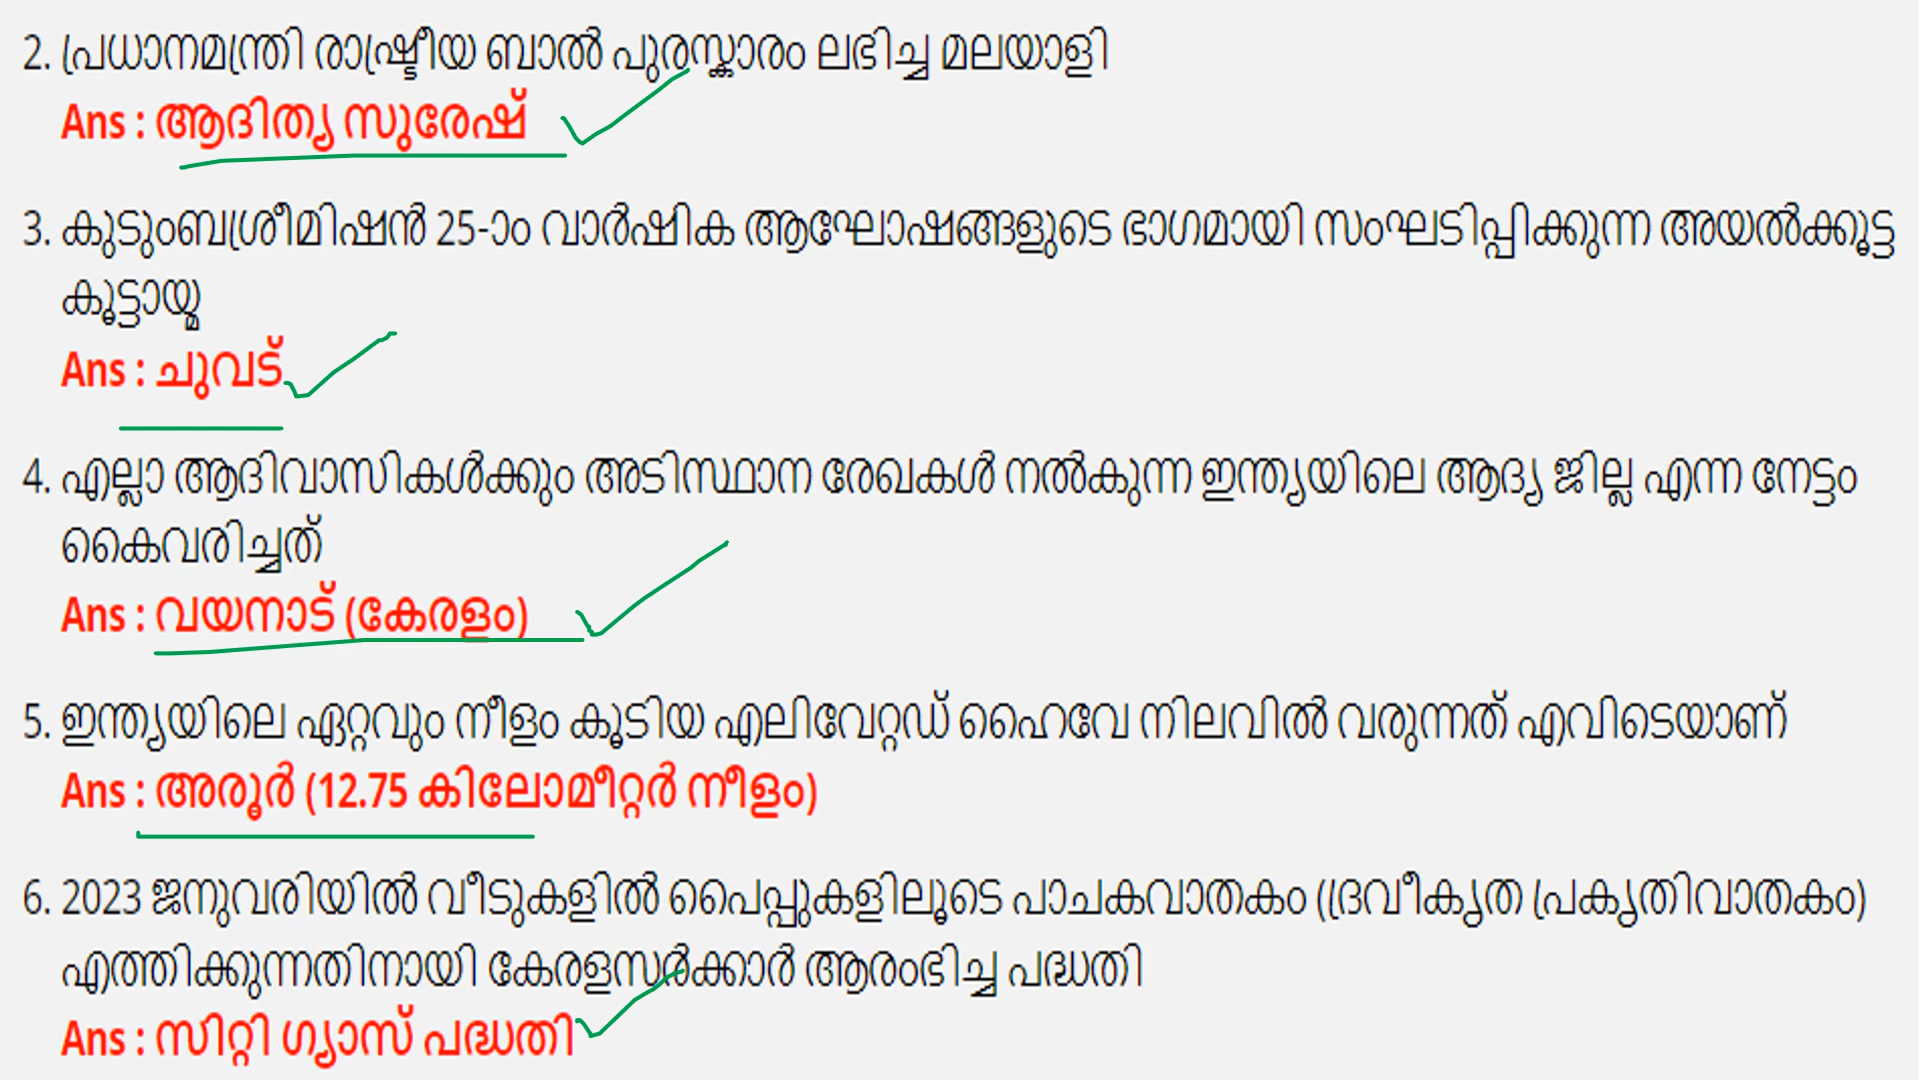 2. പ്രധാനമന്ത്രി രാഷ്ട്രീയ ബാൽ പുരസ്കാരം ലഭിച്ച മലയാളി
Ans : ആദിത്യ സുരേഷ്
3. കുടുംബശ്രീമിഷൻ 25-ാം വാർഷിക ആഘോഷങ്ങളുടെ ഭാഗമായി സംഘടിപ്പിക്കുന്ന അയൽക്കൂട്ട
കൂട്ടായ്മ
Ans : ചുവട്
4. എല്ലാ ആദിവാസികൾക്കും അടിസ്ഥാന രേഖകൾ നൽകുന്ന ഇന്ത്യയിലെ ആദ്യ ജില്ല എന്ന നേട്ടം
കൈവരിച്ചത്
Ans : വയനാട് (കേരളം)
5. ഇന്ത്യയിലെ ഏറ്റവും നീളം കൂടിയ എലിവേറ്റഡ് ഹൈവേ നിലവിൽ വരുന്നത് എവിടെയാണ്
Ans : അരൂർ (12.75 കിലോമീറ്റർ നീളം)
6. 2023 ജനുവരിയിൽ വീടുകളിൽ പൈപ്പുകളിലൂടെ പാചകവാതകം (ദ്രവീകൃത പ്രകൃതിവാതകം)
എത്തിക്കുന്നതിനായി കേരളസർക്കാർ ആരംഭിച്ച പദ്ധതി
Ans : സിറ്റി ഗ്യാസ് പദ്ധതി